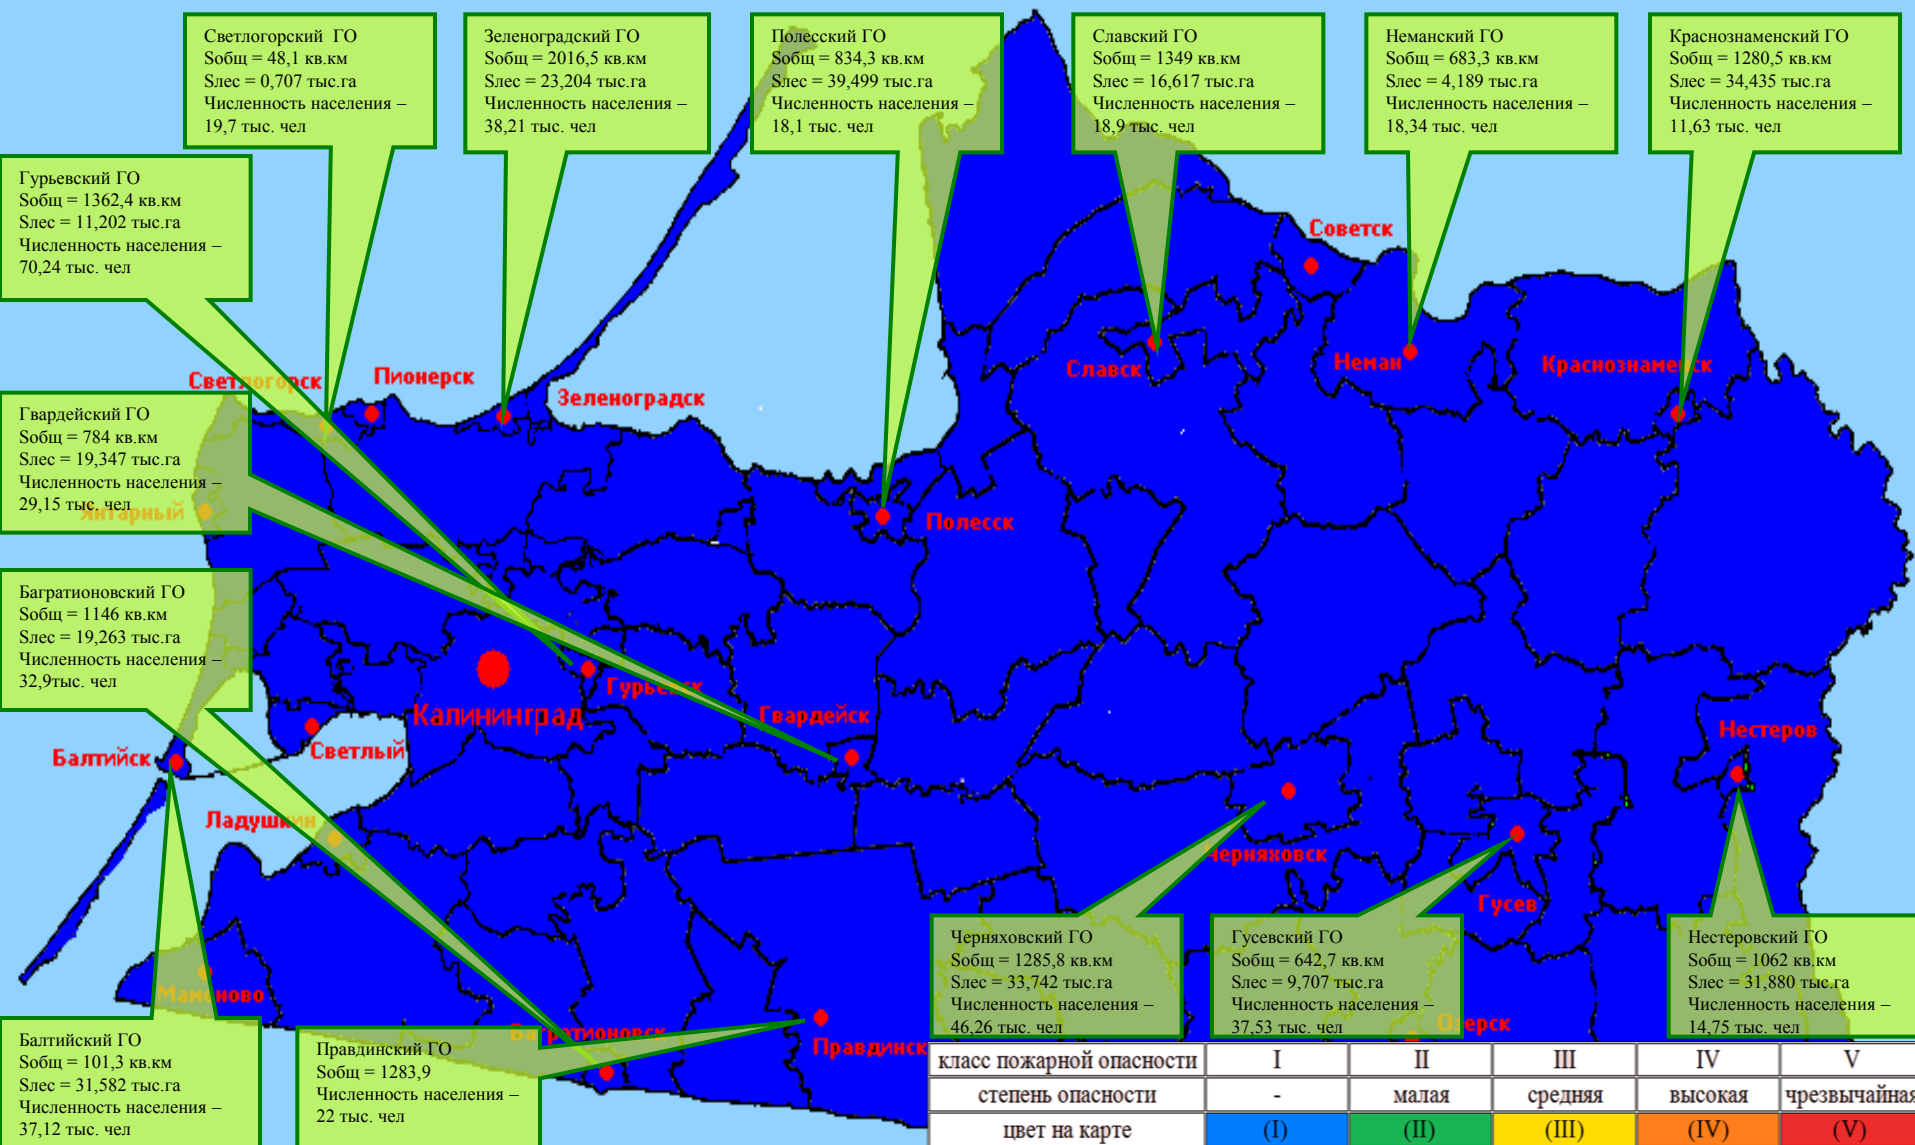 Светлогорский ГО
Sобщ = 48,1 кв.км
Sлес = 0,707 тыс.га
Численность населения –
19,7 тыс. чел
Зеленоградский ГО
Sобщ = 2016,5 кв.км
Sлес = 23,204 тыс.га
Численность населения –
38,21 тыс. чел
Полесский ГО
Sобщ = 834,3 кв.км
Sлес = 39,499 тыс.га
Численность населения –
18,1 тыс. чел
Славский ГО
Sобщ = 1349 кв.км
Sлес = 16,617 тыс.га
Численность населения –
18,9 тыс. чел
Неманский ГО
Sобщ = 683,3 кв.км
Sлес = 4,189 тыс.га
Численность населения –
18,34 тыс. чел
Краснознаменский ГО
Sобщ = 1280,5 кв.км
Sлес = 34,435 тыс.га
Численность населения –
11,63 тыс. чел
Гурьевский ГО
Sобщ = 1362,4 кв.км
Sлес = 11,202 тыс.га
Численность населения –
70,24 тыс. чел
Советск
Славск
Неман
Краснознаменск
Светлогорск
Пионерск
Зеленоградск
Гвардейский ГО
Sобщ = 784 кв.км
Sлес = 19,347 тыс.га
Численность населения –
29,15 тыс. чел
Янтарный
Полесск
Багратионовский ГО
Sобщ = 1146 кв.км
Sлес = 19,263 тыс.га
Численность населения –
32,9тыс. чел
Гурьевск
Калининград
Гвардейск
Нестеров
Светлый
Балтийск
Ладушкин
Черняховск
Гусев
Мамоново
Багратионовск
Правдинск
Озерск
Черняховский ГО
Sобщ = 1285,8 кв.км
Sлес = 33,742 тыс.га
Численность населения –
46,26 тыс. чел
Гусевский ГО
Sобщ = 642,7 кв.км
Sлес = 9,707 тыс.га
Численность населения –
37,53 тыс. чел
Нестеровский ГО
Sобщ = 1062 кв.км
Sлес = 31,880 тыс.га
Численность населения –
14,75 тыс. чел
Балтийский ГО
Sобщ = 101,3 кв.км
Sлес = 31,582 тыс.га
Численность населения –
37,12 тыс. чел
Правдинский ГО
Sобщ = 1283,9
Численность населения –
22 тыс. чел
класс пожарной опасности I II III IV V
степень опасности - малая средняя высокая чрезвычайная
цвет на карте (I) (II) (III) (IV) (V)